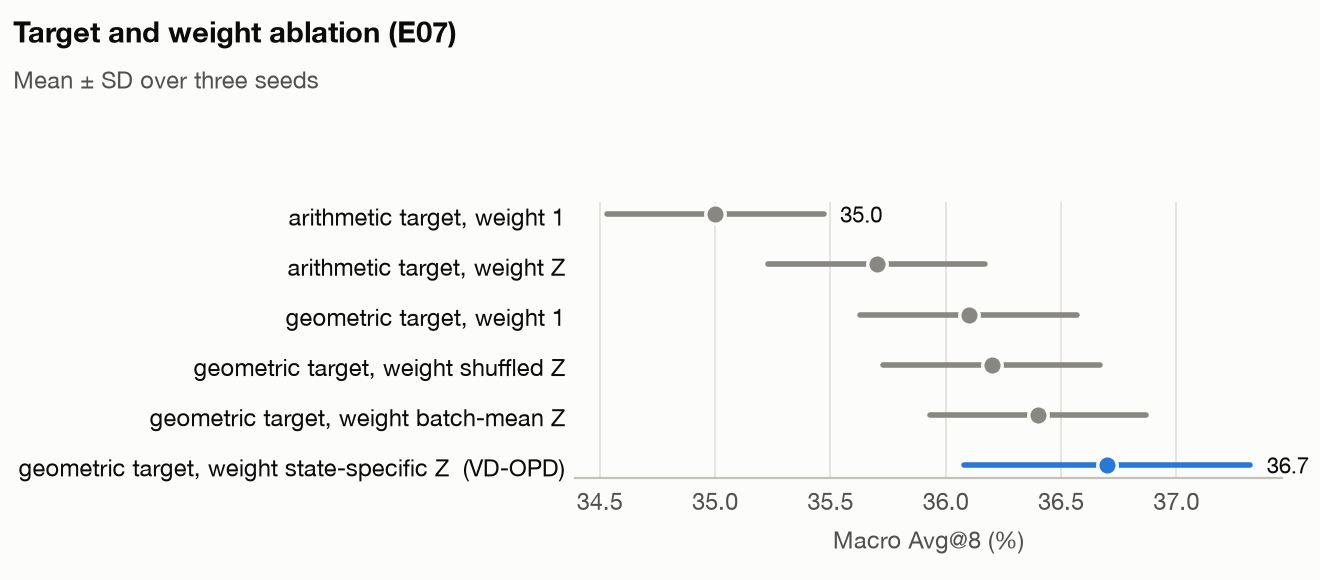 Target and weight ablation (E07)
Mean ± SD over three seeds
arithmetic target, weight 1
35.0
arithmetic target, weight Z
geometric target, weight 1
geometric target, weight shuffled Z
geometric target, weight batch-mean Z
geometric target, weight state-specific Z (VD-OPD)
36.7
34.5 35.0 35.5 36.0 36.5 37.0
Macro Avg@8 (%)